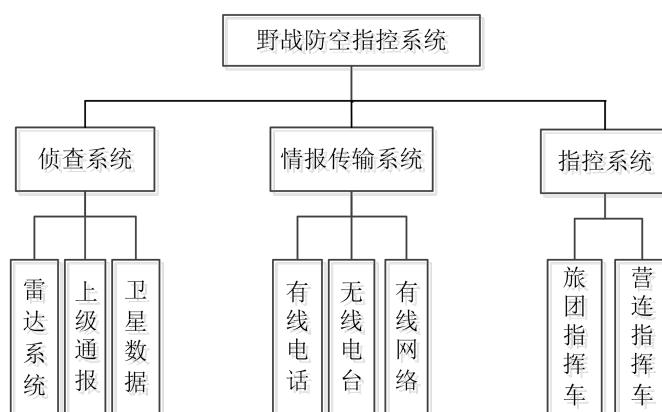 野战防空指控系统
侦查系统
情报传输系统
指控系统
雷达系统
上级通报
卫星数据
有线电话
无线电台
有线网络
旅团指挥车
营连指挥车